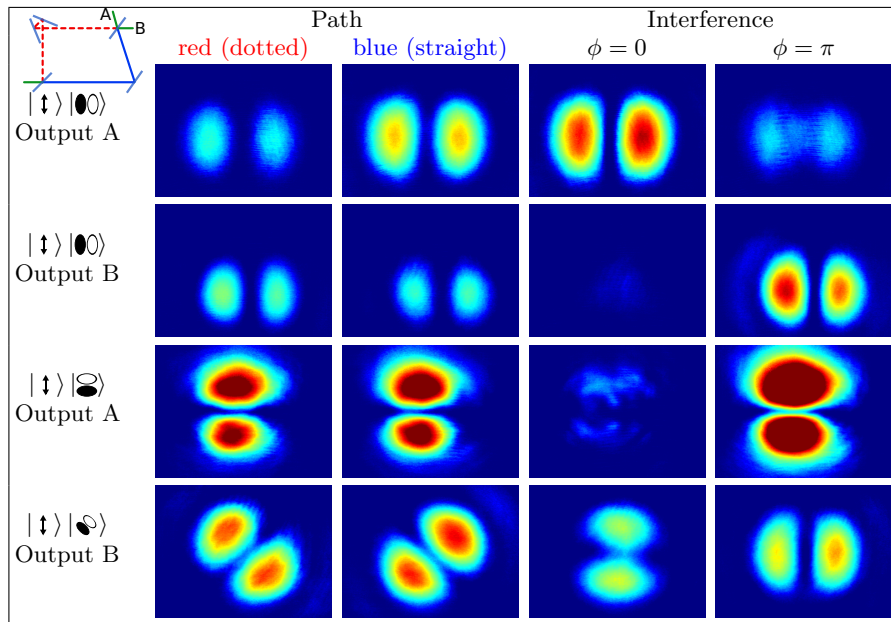 A
B
Path
Interference
red (dotted)
blue (straight)
ϕ = 0
ϕ = π
| ↕ ⟩ | ⟩
Output A
| ↕ ⟩ | ⟩
Output B
| ↕ ⟩ | ⟩
Output A
| ↕ ⟩ | ⟩
Output B